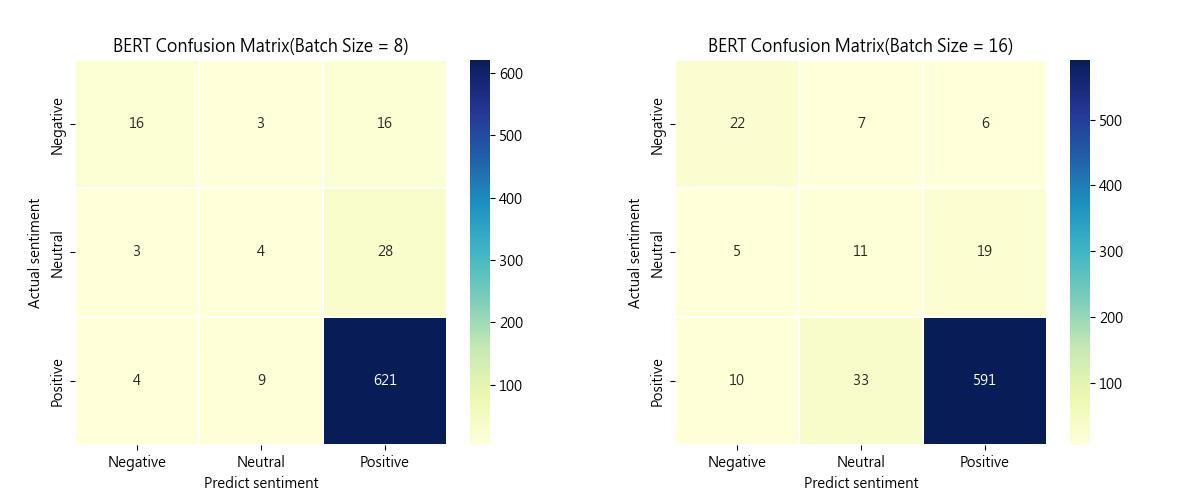 BERT Confusion Matrix(Batch Size = 8)
Actual sentiment
Negative
Neutral
Positive
16 3 16
3 4 28
4 9 621
Negative Neutral Positive
Predict sentiment
600
500
400
300
200
100
BERT Confusion Matrix(Batch Size = 16)
Actual sentiment
Negative
Neutral
Positive
22 7 6
5 11 19
10 33 591
Negative Neutral Positive
Predict sentiment
500
400
300
200
100